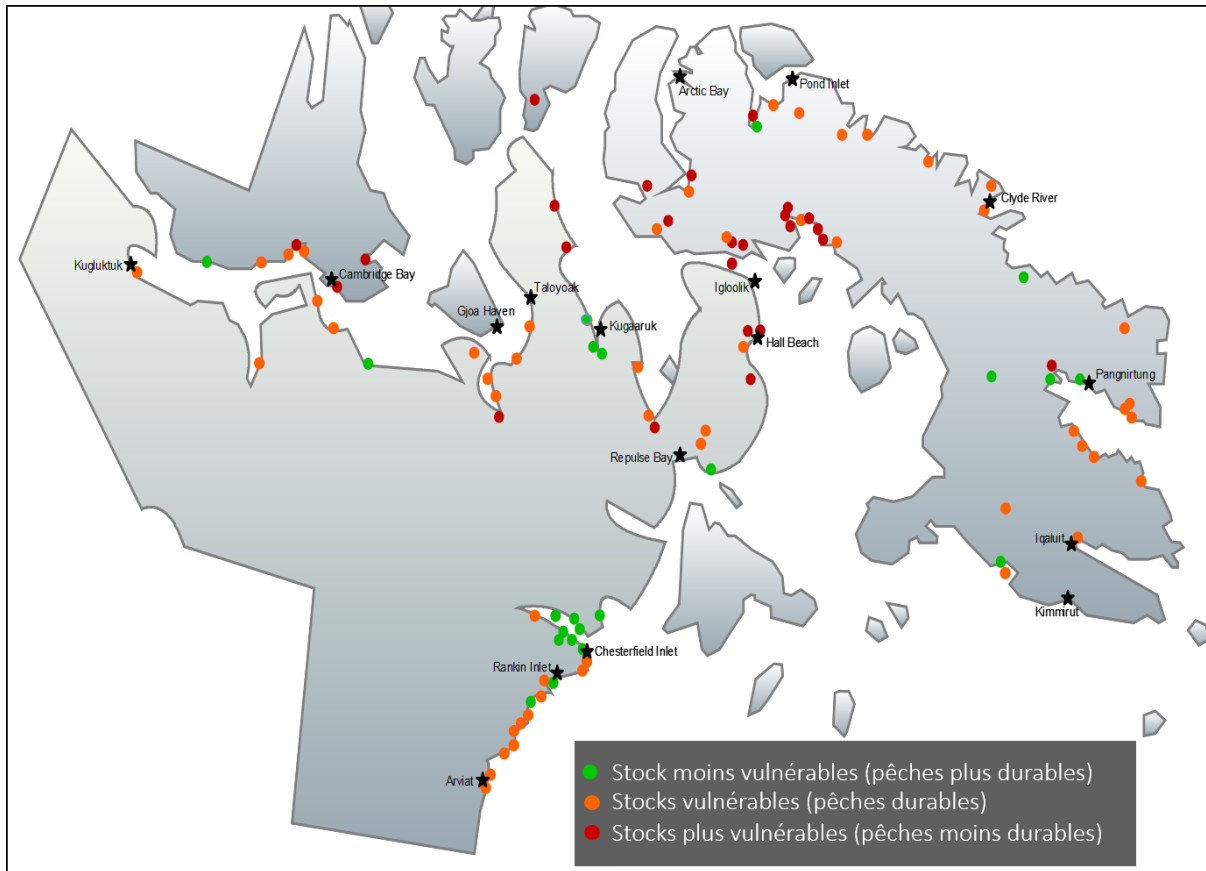 Arctic Bay
Pond Inlet
Clyde River
Kugluktuk
Cambridge Bay
Taloyoak
Igloolik
Gjoa Haven
Kugaaruk
Hall Beach
Pangnirtung
Repulse Bay
Iqaluit
Kimmirut
Chesterfield Inlet
Rankin Inlet
Arviat
Stock moins vulnérables (pêches plus durables)
Stocks vulnérables (pêches durables)
Stocks plus vulnérables (pêches moins durables)